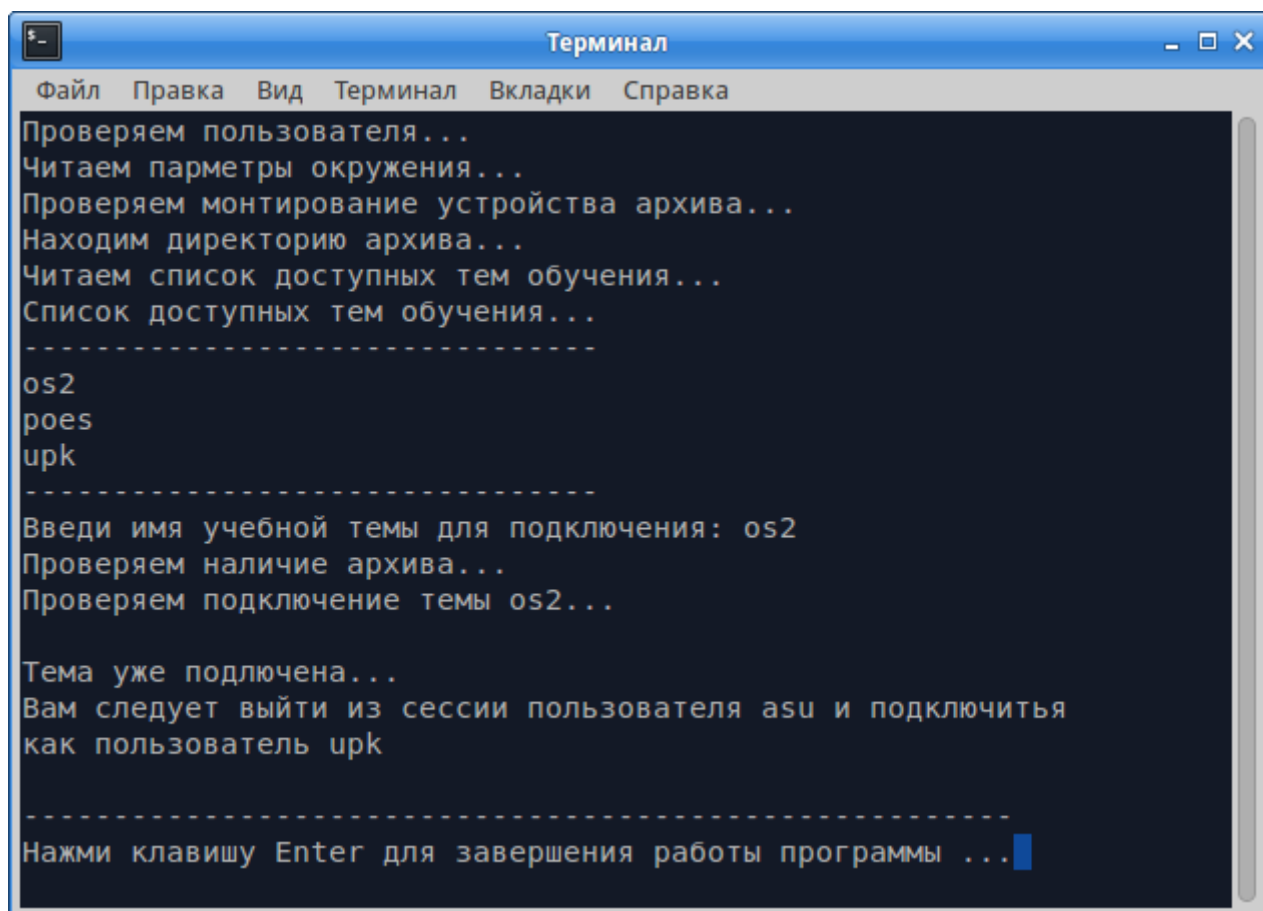 Терминал
Файл Правка Вид Терминал Вкладки Справка
Проверяем пользователя...
Читаем парметры окружения...
Проверяем монтирование устройства архива...
Находим директорию архива...
Читаем список доступных тем обучения...
Список доступных тем обучения...
--------------------------------
os2
poes
upk
--------------------------------
Введи имя учебной темы для подключения: os2
Проверяем наличие архива...
Проверяем подключение темы os2...
Тема уже подлючена...
Вам следует выйти из сессии пользователя asu и подключитья
как пользователь upk
-------------------------------------------------------
Нажми клавишу Enter для завершения работы программы ...